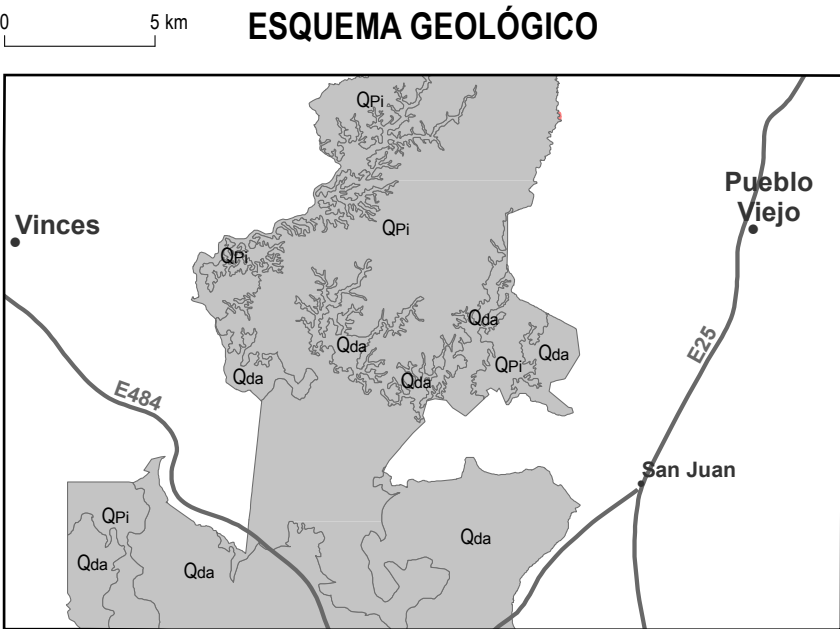 0 5 km
ESQUEMA GEOLÓGICO
QPi
Pueblo
Viejo
Vinces
QPi
QPi
Qda
E25
Qda
Qda
QPi
Qda
Qda
E484
San Juan
QPi
Qda
Qda
Qda